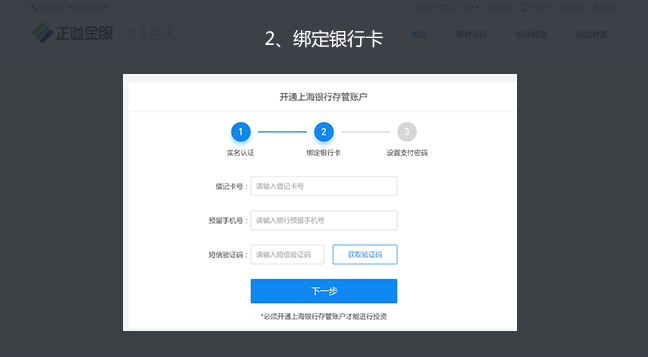 正道金服
首页
2、绑定银行卡
开通上海银行存管账户
1 2 3
实名认证 绑定银行卡 设置支付密码
借记卡号： 请输入借记卡号
预留手机号： 请输入银行预留手机号
短信验证码： 请输入短信验证码 获取验证码
下一步
*必须开通上海银行存管账户才能进行投资